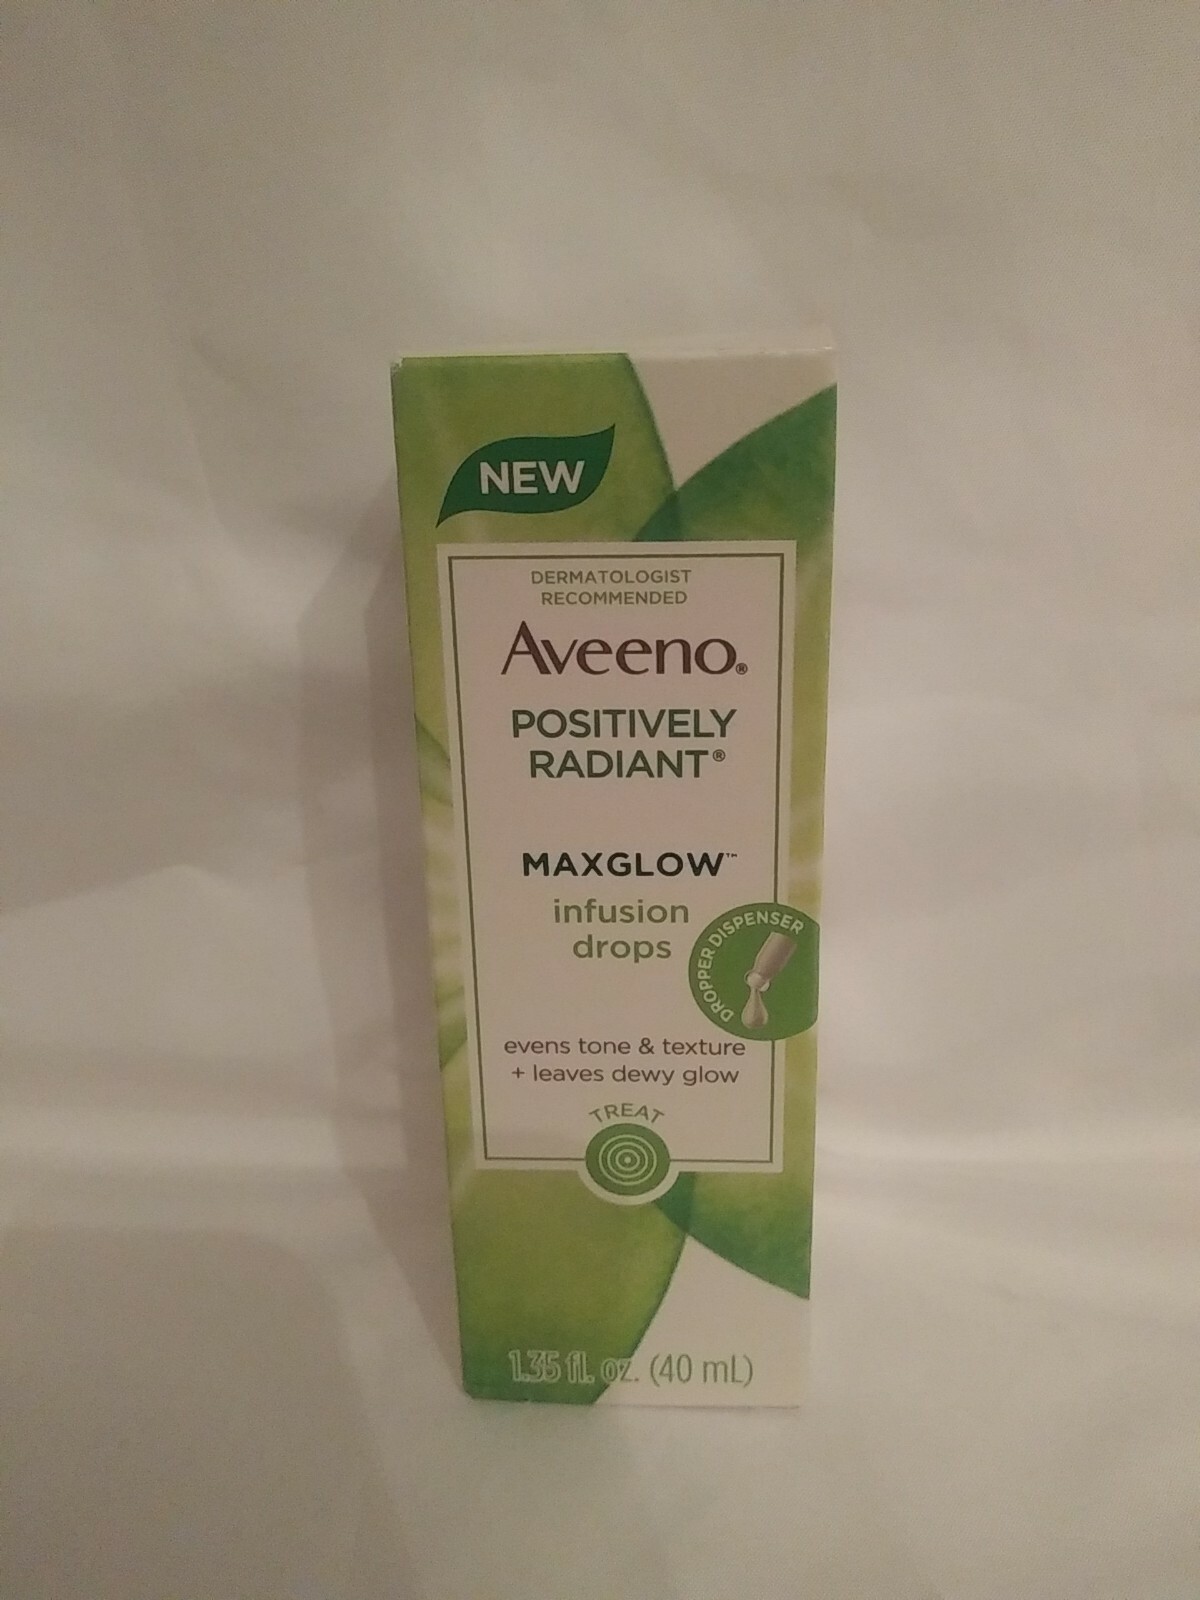 NEW
DERMATOLOGIST
RECOMMENDED
Aveeno®
POSITIVELY
RADIANT®
MAXGLOW™
infusion
drops
DROPPER DISPENSER
evens tone & texture
+ leaves dewy glow
TREAT
1.35 fl. oz. (40 mL)